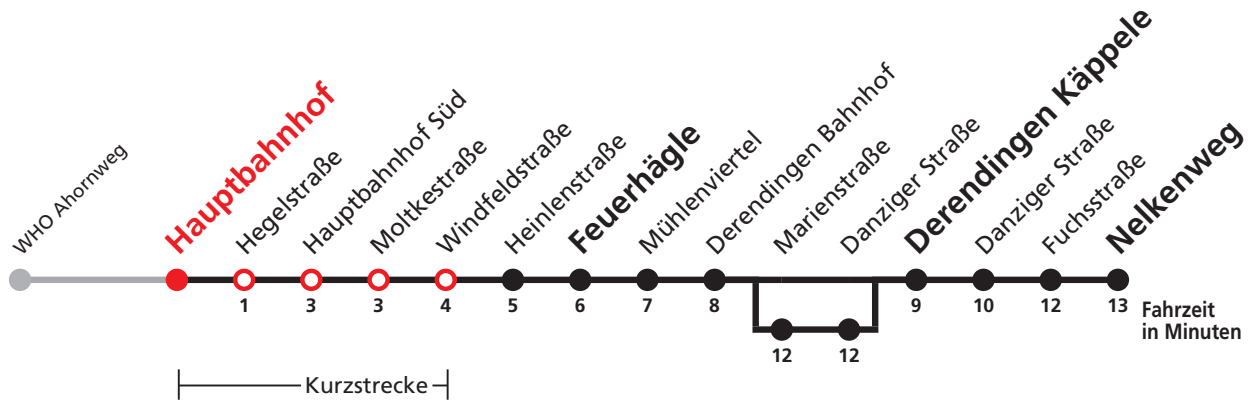 WHO Ahornweg
Hauptbahnhof
Hegelstraße
Hauptbahnhof Süd
Moltkestraße
Windfeldstraße
Heinlenstraße
Feuerhägle
Mühlenviertel
Derendingen Bahnhof
Marienstraße
Danziger Straße
Derendingen Käppele
Danziger Straße
Fuchsstraße
Nelkenweg
1 3 3 4 5 6 7 8 9 10 12 13
Fahrzeit
in Minuten
12 12
Kurzstrecke